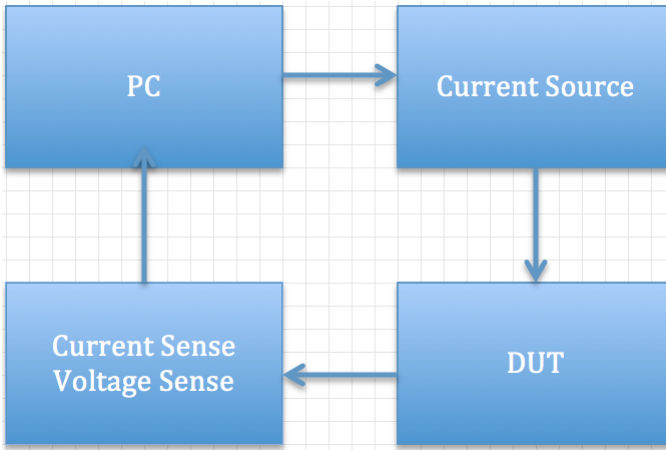 PC
Current Source
Current Sense
Voltage Sense
DUT